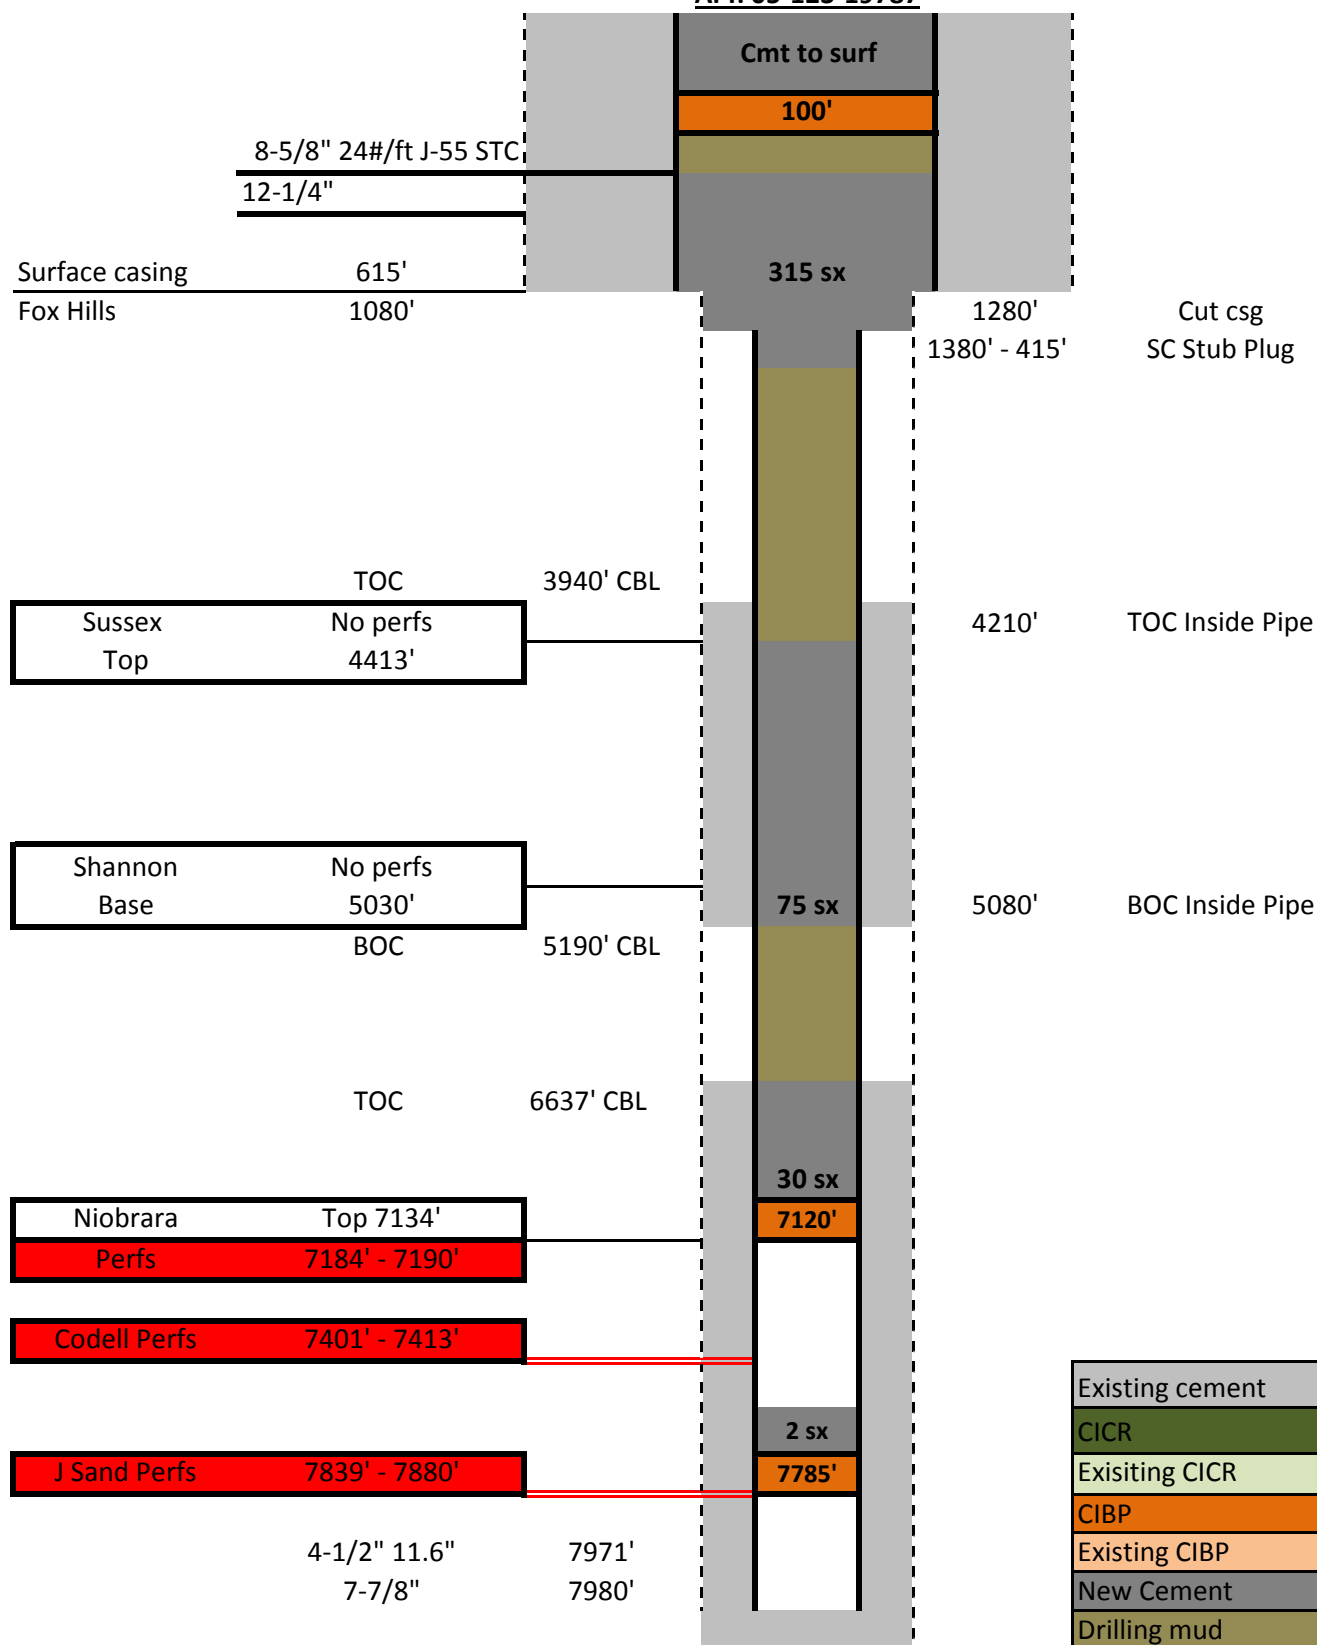 Cmt to surf
100'
8-5/8" 24#/ft J-55 STC
12-1/4"
Surface casing 615' 315 sx
Fox Hills 1080' 1280' Cut csg
1380' - 415' SC Stub Plug
TOC 3940' CBL
Sussex No perfs 4210' TOC Inside Pipe
Top 4413'
Shannon No perfs
Base 5030' 75 sx 5080' BOC Inside Pipe
BOC 5190' CBL
TOC 6637' CBL
30 sx
Niobrara Top 7134' 7120'
Perfs 7184' - 7190'
Codell Perfs 7401' - 7413'
Existing cement
2 sx CICR
J Sand Perfs 7839' - 7880' 7785' Exisiting CICR
CIBP
4-1/2" 11.6" 7971' Existing CIBP
7-7/8" 7980' New Cement
Drilling mud